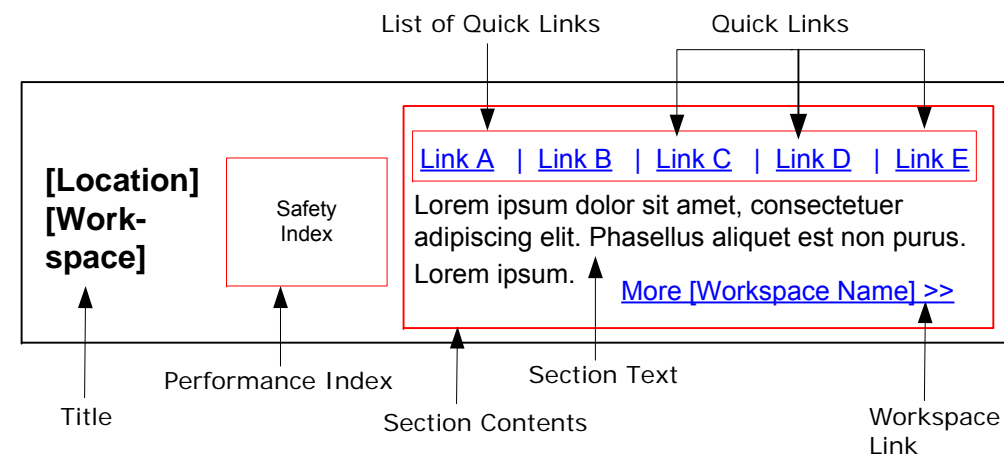 List of Quick Links
Quick Links
[Location]
[Work-
space]
Safety
Index
Link A | Link B | Link C | Link D | Link E
Lorem ipsum dolor sit amet, consectetuer
adipiscing elit. Phasellus aliquet est non purus.
Lorem ipsum.
More [Workspace Name] >>
Title
Performance Index
Section Contents
Section Text
Workspace
Link